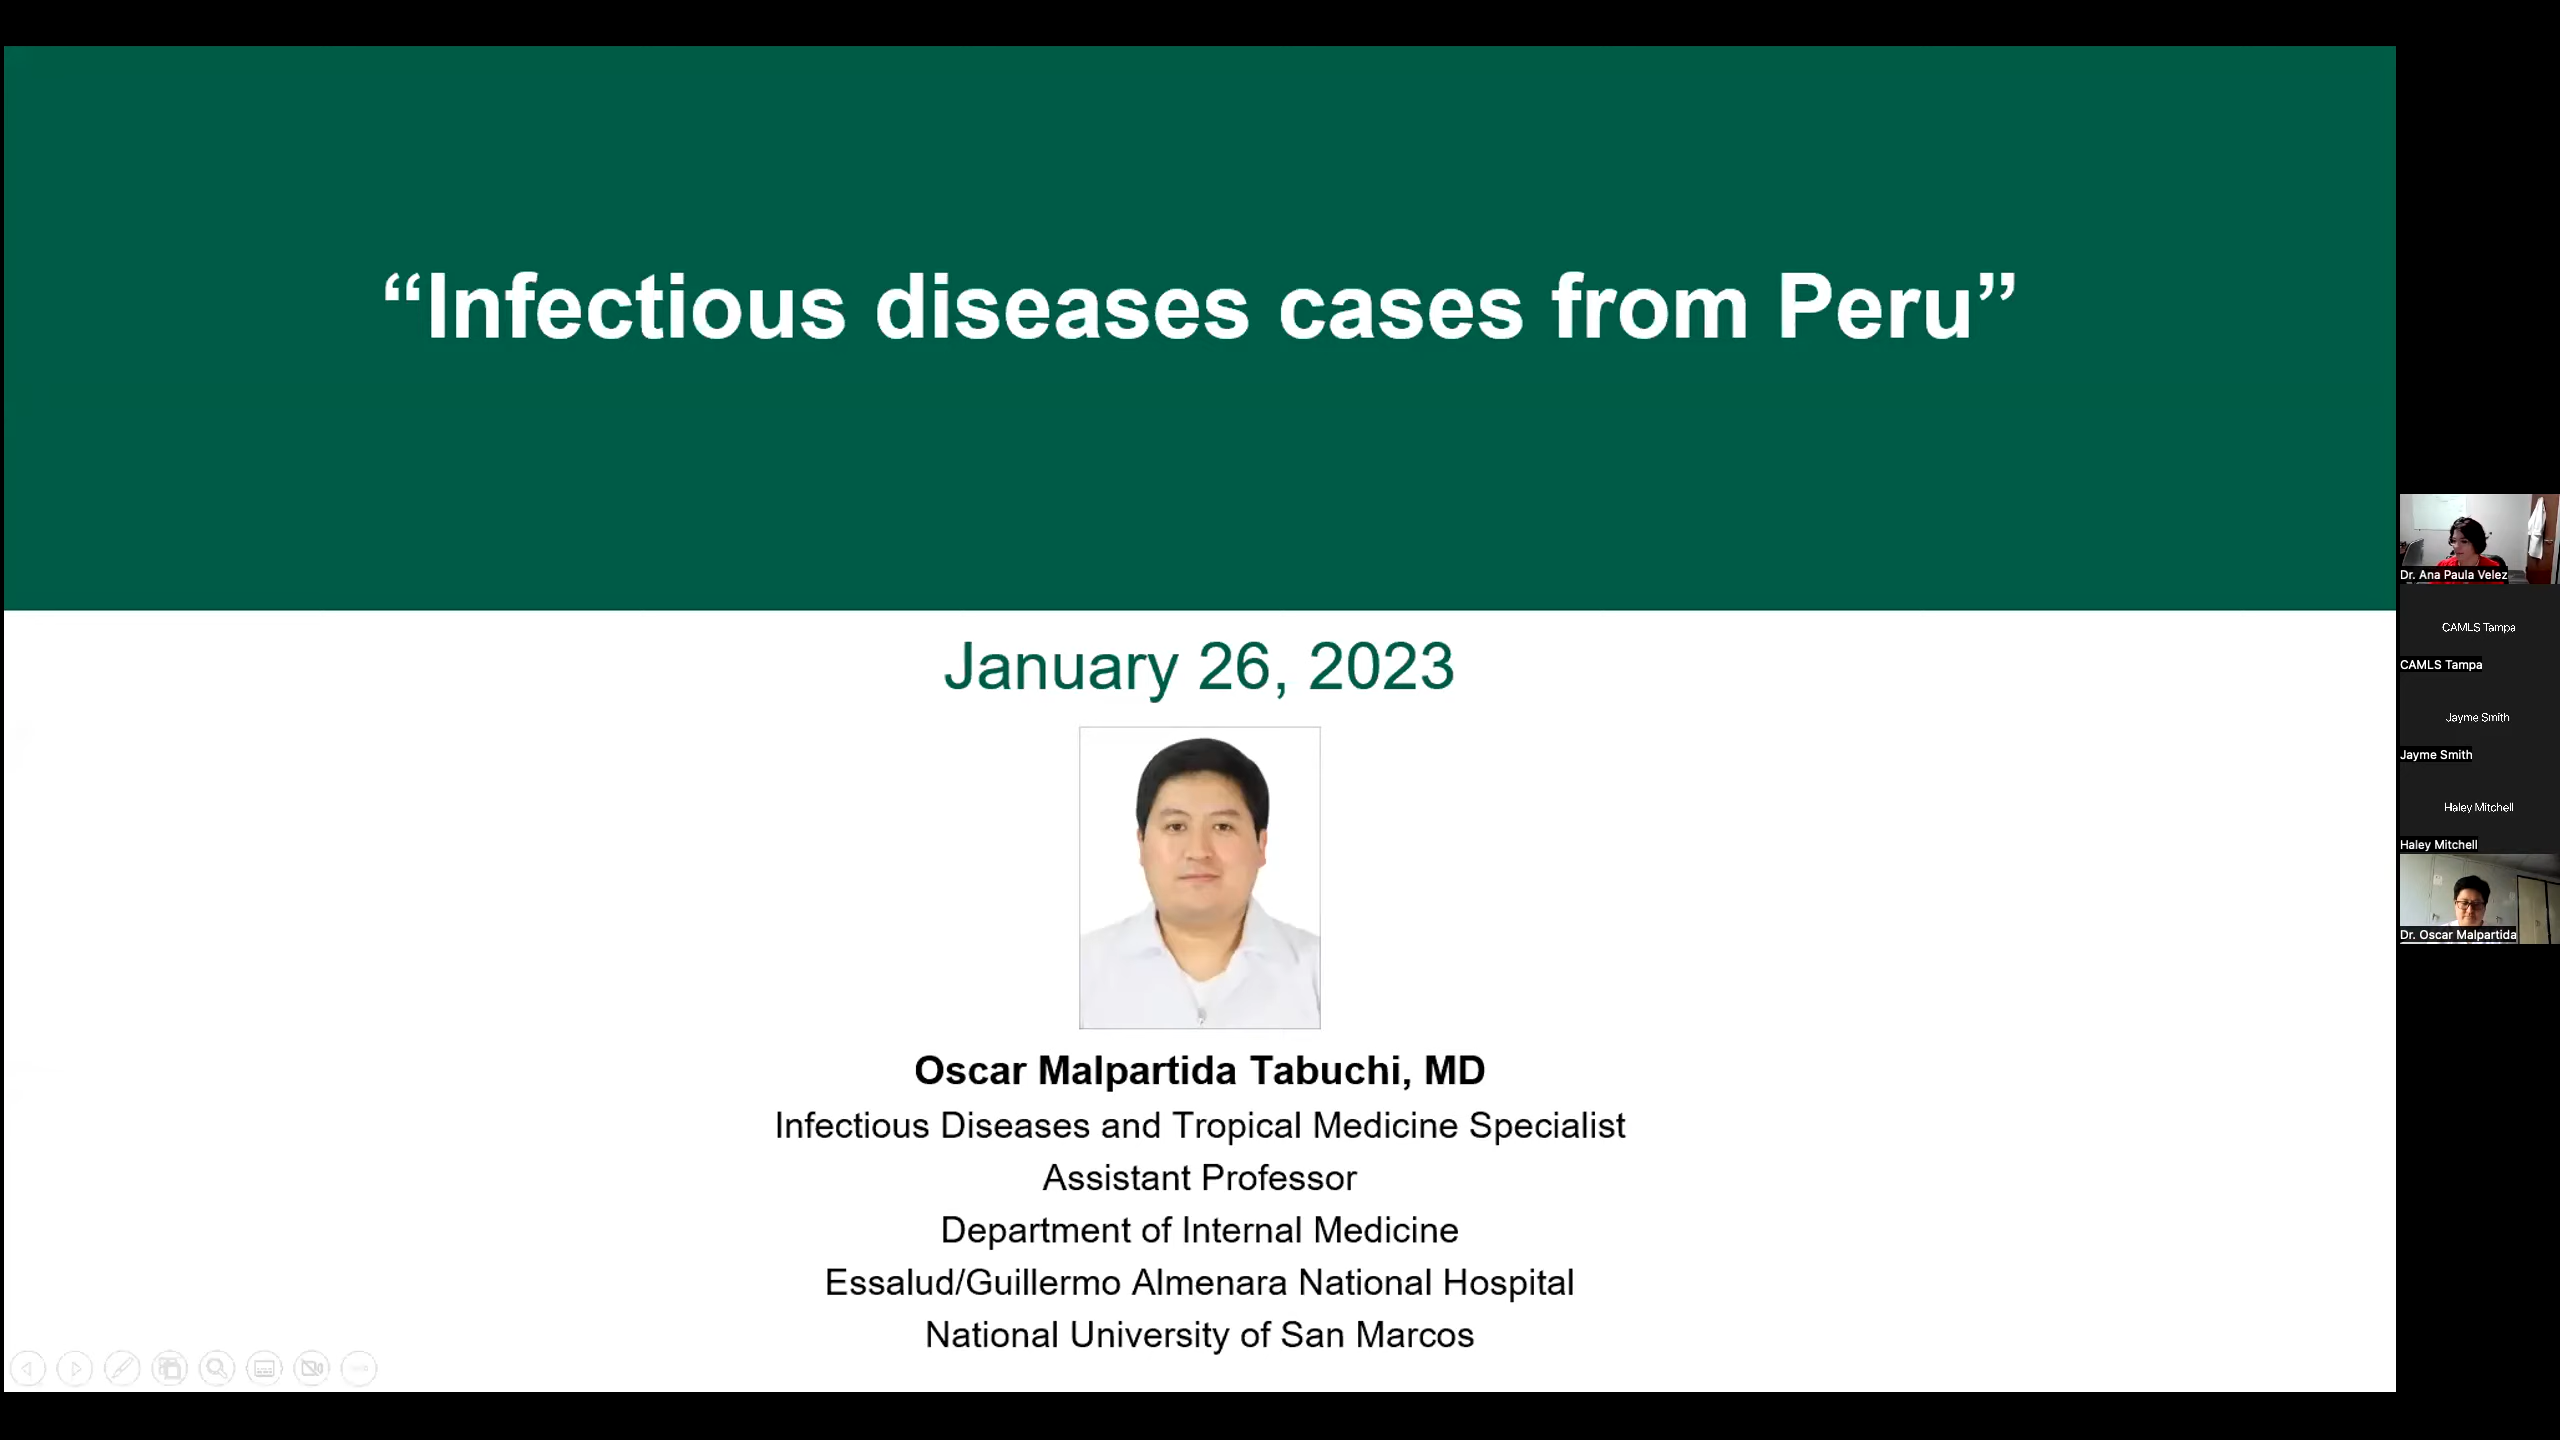 “Infectious diseases cases from Peru”
January 26, 2023
Oscar Malpartida Tabuchi, MD
Infectious Diseases and Tropical Medicine Specialist
Assistant Professor
Department of Internal Medicine
Essalud/Guillermo Almenara National Hospital
National University of San Marcos
Dr. Ana Paula Velez
CAMLS Tampa
CAMLS Tampa
Jayme Smith
Jayme Smith
Haley Mitchell
Haley Mitchell
Dr. Oscar Malpartida